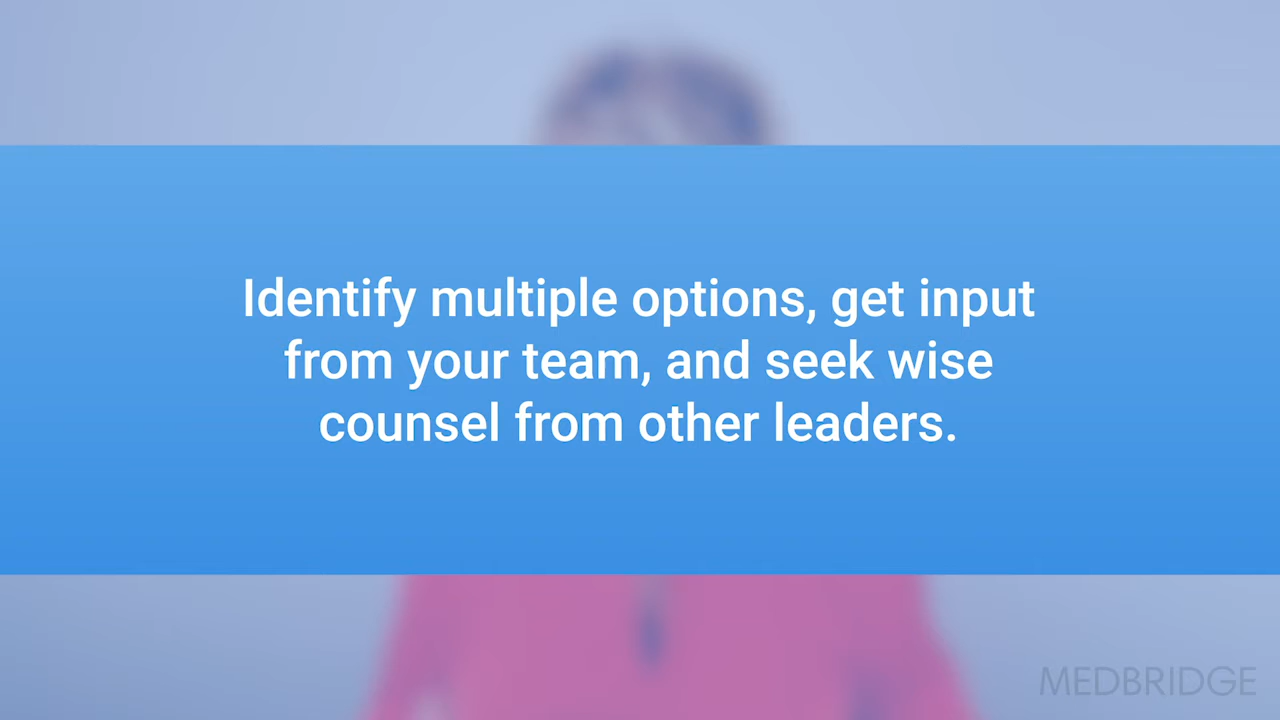 Identify multiple options, get input
from your team, and seek wise
counsel from other leaders.
MEDBRIDGE